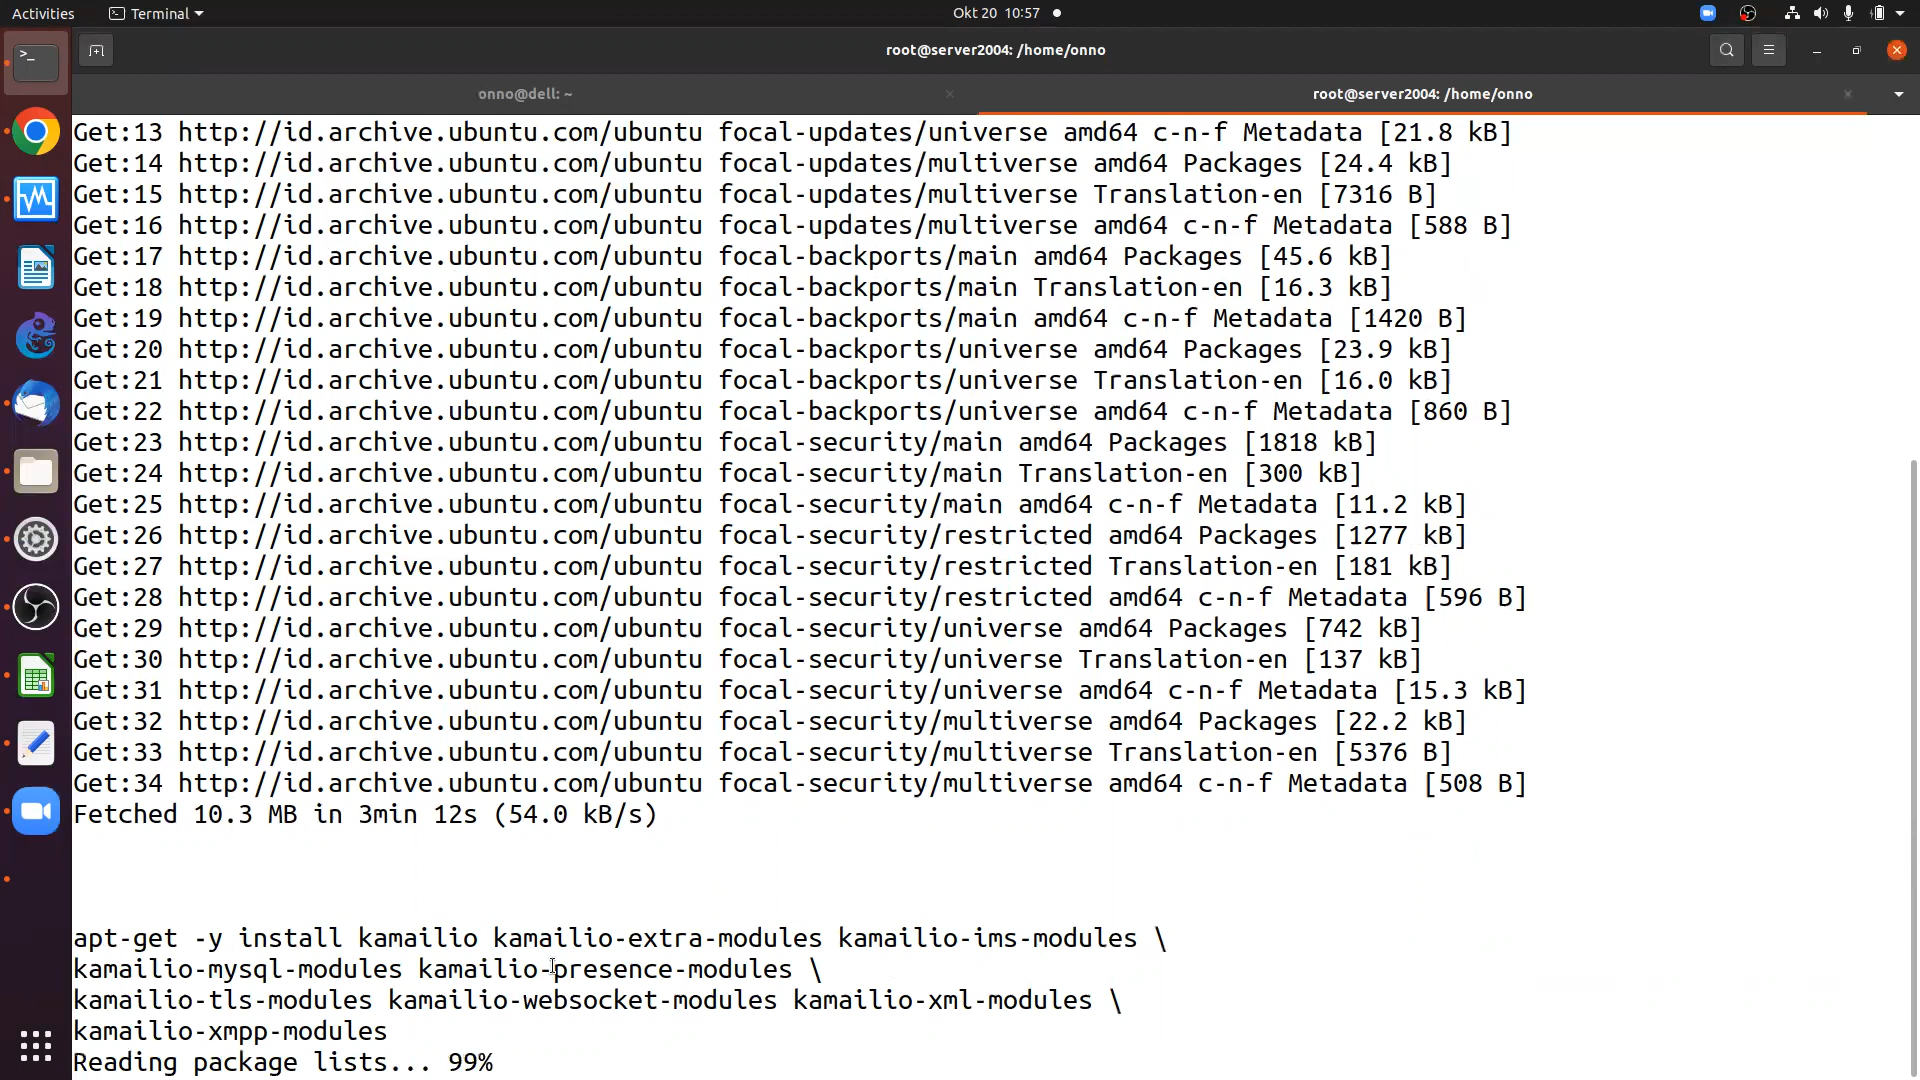 Activities
Terminal
Okt 20 10:57
root@server2004: /home/onno
onno@dell: ~
root@server2004: /home/onno
Get:13 http://id.archive.ubuntu.com/ubuntu focal-updates/universe amd64 c-n-f Metadata [21.8 kB]
Get:14 http://id.archive.ubuntu.com/ubuntu focal-updates/multiverse amd64 Packages [24.4 kB]
Get:15 http://id.archive.ubuntu.com/ubuntu focal-updates/multiverse Translation-en [7316 B]
Get:16 http://id.archive.ubuntu.com/ubuntu focal-updates/multiverse amd64 c-n-f Metadata [588 B]
Get:17 http://id.archive.ubuntu.com/ubuntu focal-backports/main amd64 Packages [45.6 kB]
Get:18 http://id.archive.ubuntu.com/ubuntu focal-backports/main Translation-en [16.3 kB]
Get:19 http://id.archive.ubuntu.com/ubuntu focal-backports/main amd64 c-n-f Metadata [1420 B]
Get:20 http://id.archive.ubuntu.com/ubuntu focal-backports/universe amd64 Packages [23.9 kB]
Get:21 http://id.archive.ubuntu.com/ubuntu focal-backports/universe Translation-en [16.0 kB]
Get:22 http://id.archive.ubuntu.com/ubuntu focal-backports/universe amd64 c-n-f Metadata [860 B]
Get:23 http://id.archive.ubuntu.com/ubuntu focal-security/main amd64 Packages [1818 kB]
Get:24 http://id.archive.ubuntu.com/ubuntu focal-security/main Translation-en [300 kB]
Get:25 http://id.archive.ubuntu.com/ubuntu focal-security/main amd64 c-n-f Metadata [11.2 kB]
Get:26 http://id.archive.ubuntu.com/ubuntu focal-security/restricted amd64 Packages [1277 kB]
Get:27 http://id.archive.ubuntu.com/ubuntu focal-security/restricted Translation-en [181 kB]
Get:28 http://id.archive.ubuntu.com/ubuntu focal-security/restricted amd64 c-n-f Metadata [596 B]
Get:29 http://id.archive.ubuntu.com/ubuntu focal-security/universe amd64 Packages [742 kB]
Get:30 http://id.archive.ubuntu.com/ubuntu focal-security/universe Translation-en [137 kB]
Get:31 http://id.archive.ubuntu.com/ubuntu focal-security/universe amd64 c-n-f Metadata [15.3 kB]
Get:32 http://id.archive.ubuntu.com/ubuntu focal-security/multiverse amd64 Packages [22.2 kB]
Get:33 http://id.archive.ubuntu.com/ubuntu focal-security/multiverse Translation-en [5376 B]
Get:34 http://id.archive.ubuntu.com/ubuntu focal-security/multiverse amd64 c-n-f Metadata [508 B]
Fetched 10.3 MB in 3min 12s (54.0 kB/s)
apt-get -y install kamailio kamailio-extra-modules kamailio-ims-modules \
kamailio-mysql-modules kamailio-presence-modules \
kamailio-tls-modules kamailio-websocket-modules kamailio-xml-modules \
kamailio-xmpp-modules
Reading package lists... 99%